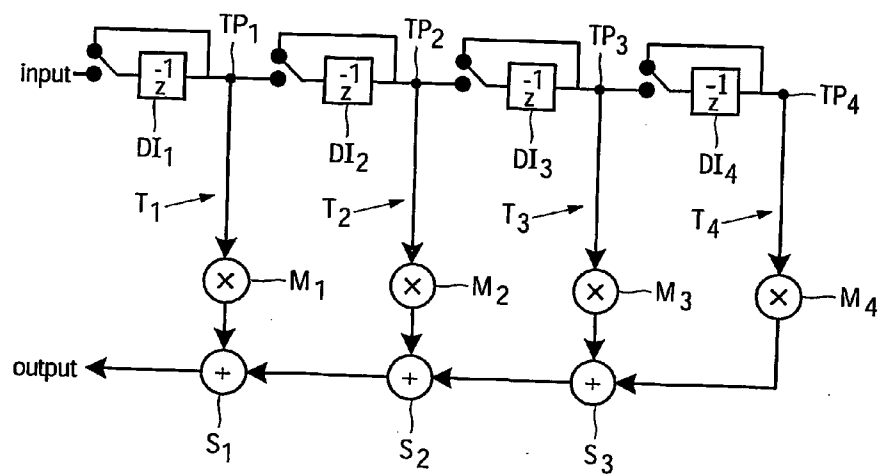 TP1 TP2 TP3
input -1 z -1 z -1 z -1 z TP4
DI1 DI2 DI3 DI4
T1 T2 T3 T4
× M1 × M2 × M3 × M4
output + + +
S1 S2 S3